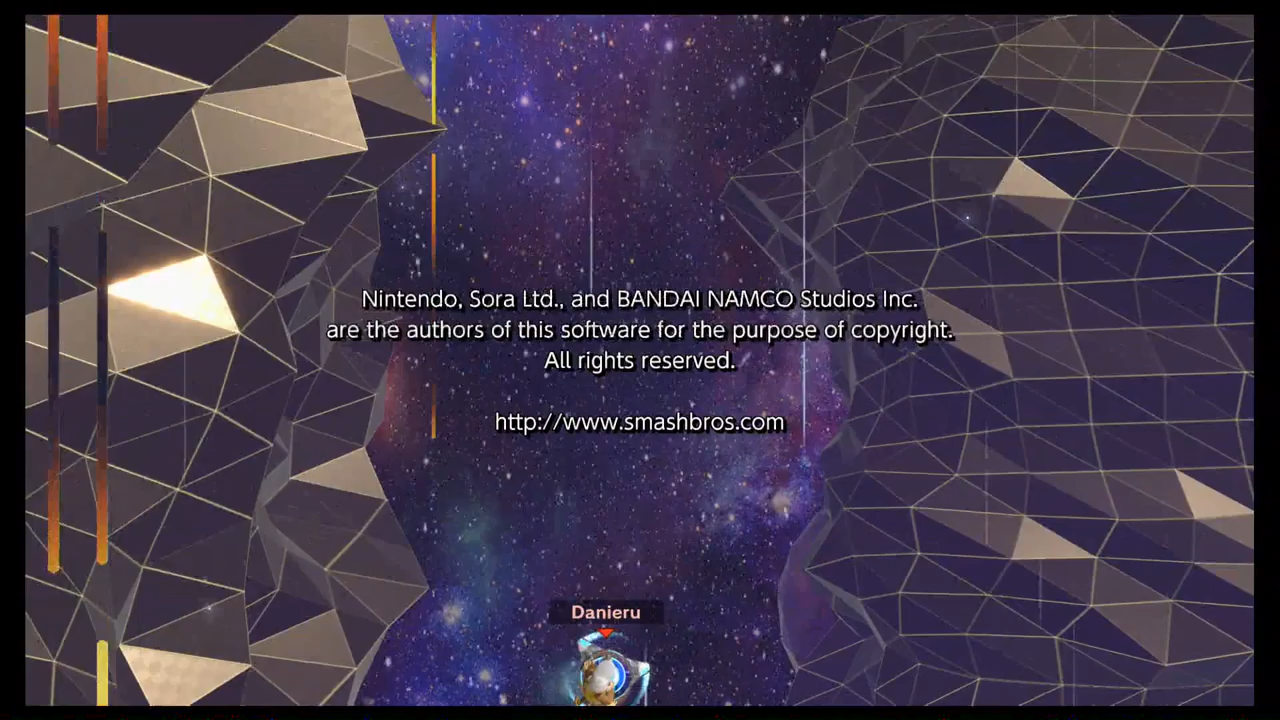 Nintendo, Sora Ltd., and BANDAI NAMCO Studios Inc.
are the authors of this software for the purpose of copyright.
All rights reserved.
http://www.smashbros.com
Danieru